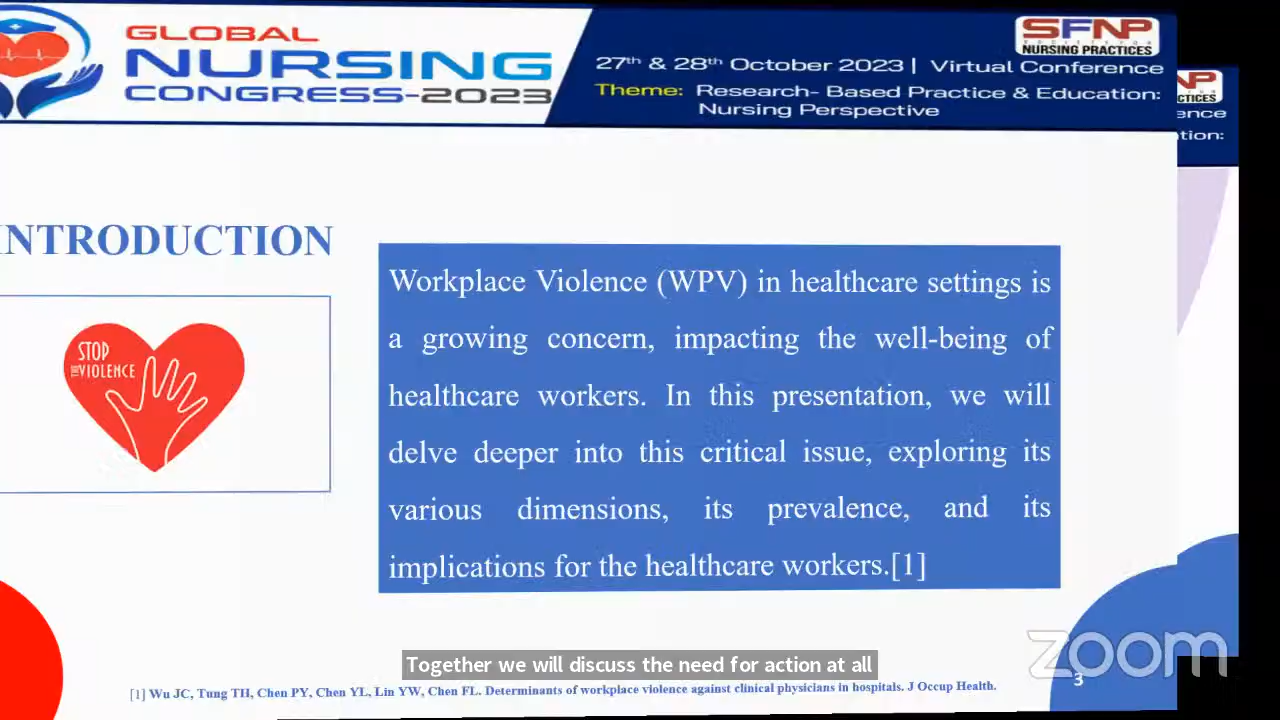 GLOBAL
NURSING
CONGRESS-2023
SFNP
NURSING PRACTICES
27th & 28th October 2023 | Virtual Conference
Theme: Research- Based Practice & Education:
Nursing Perspective
NP
CTICES
ence
tion:
NTRODUCTION
STOP
THE VIOLENCE
Workplace Violence (WPV) in healthcare settings is
a growing concern, impacting the well-being of
healthcare workers. In this presentation, we will
delve deeper into this critical issue, exploring its
various dimensions, its prevalence, and its
implications for the healthcare workers.[1]
Together we will discuss the need for action at all
zoom
3
[1] Wu JC, Tung TH, Chen PY, Chen YL, Lin YW, Chen FL. Determinants of workplace violence against clinical physicians in hospitals. J Occup Health.